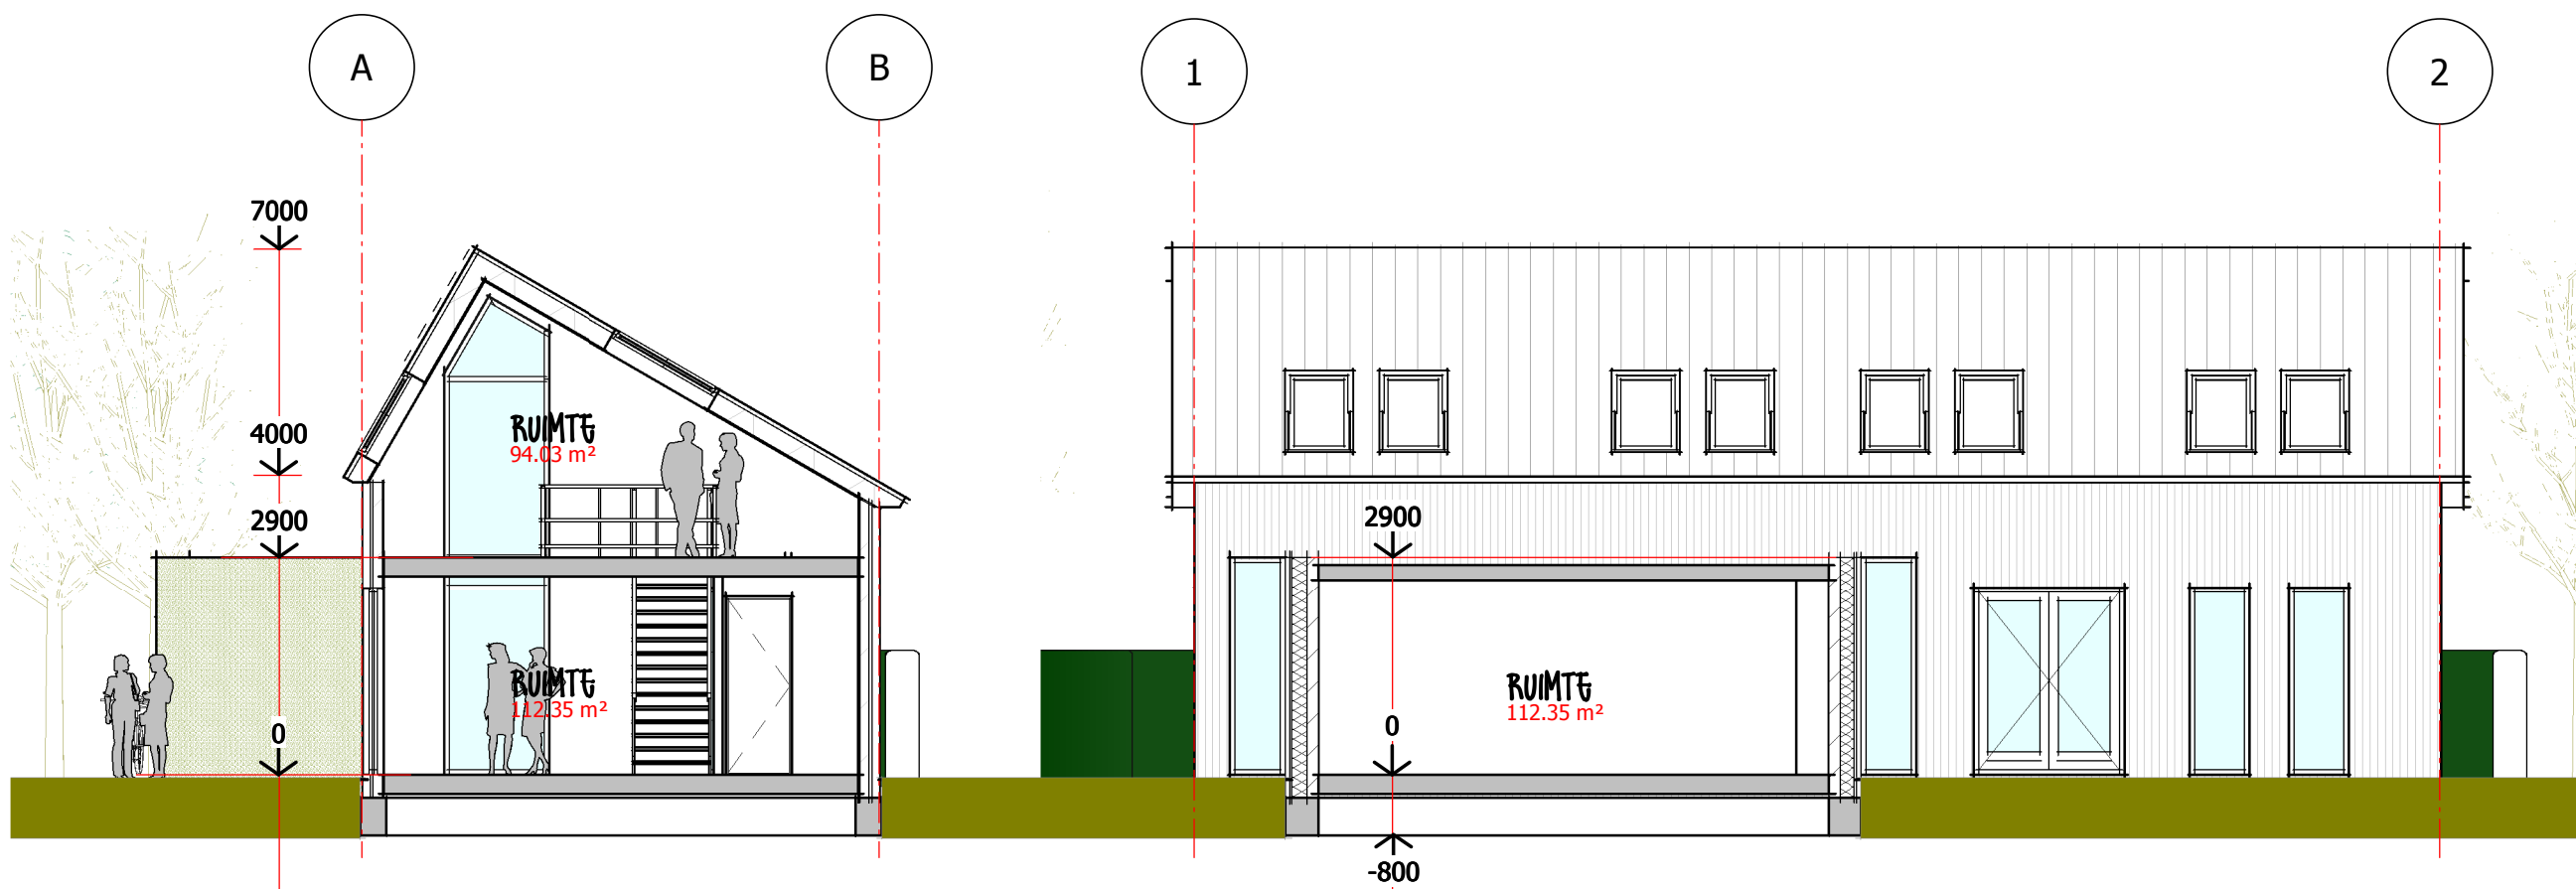 A
B
1
2
7000
4000
2900
0
RUIMTE
94.03 m²
RUIMTE
112.35 m²
2900
0
-800
RUIMTE
112.35 m²